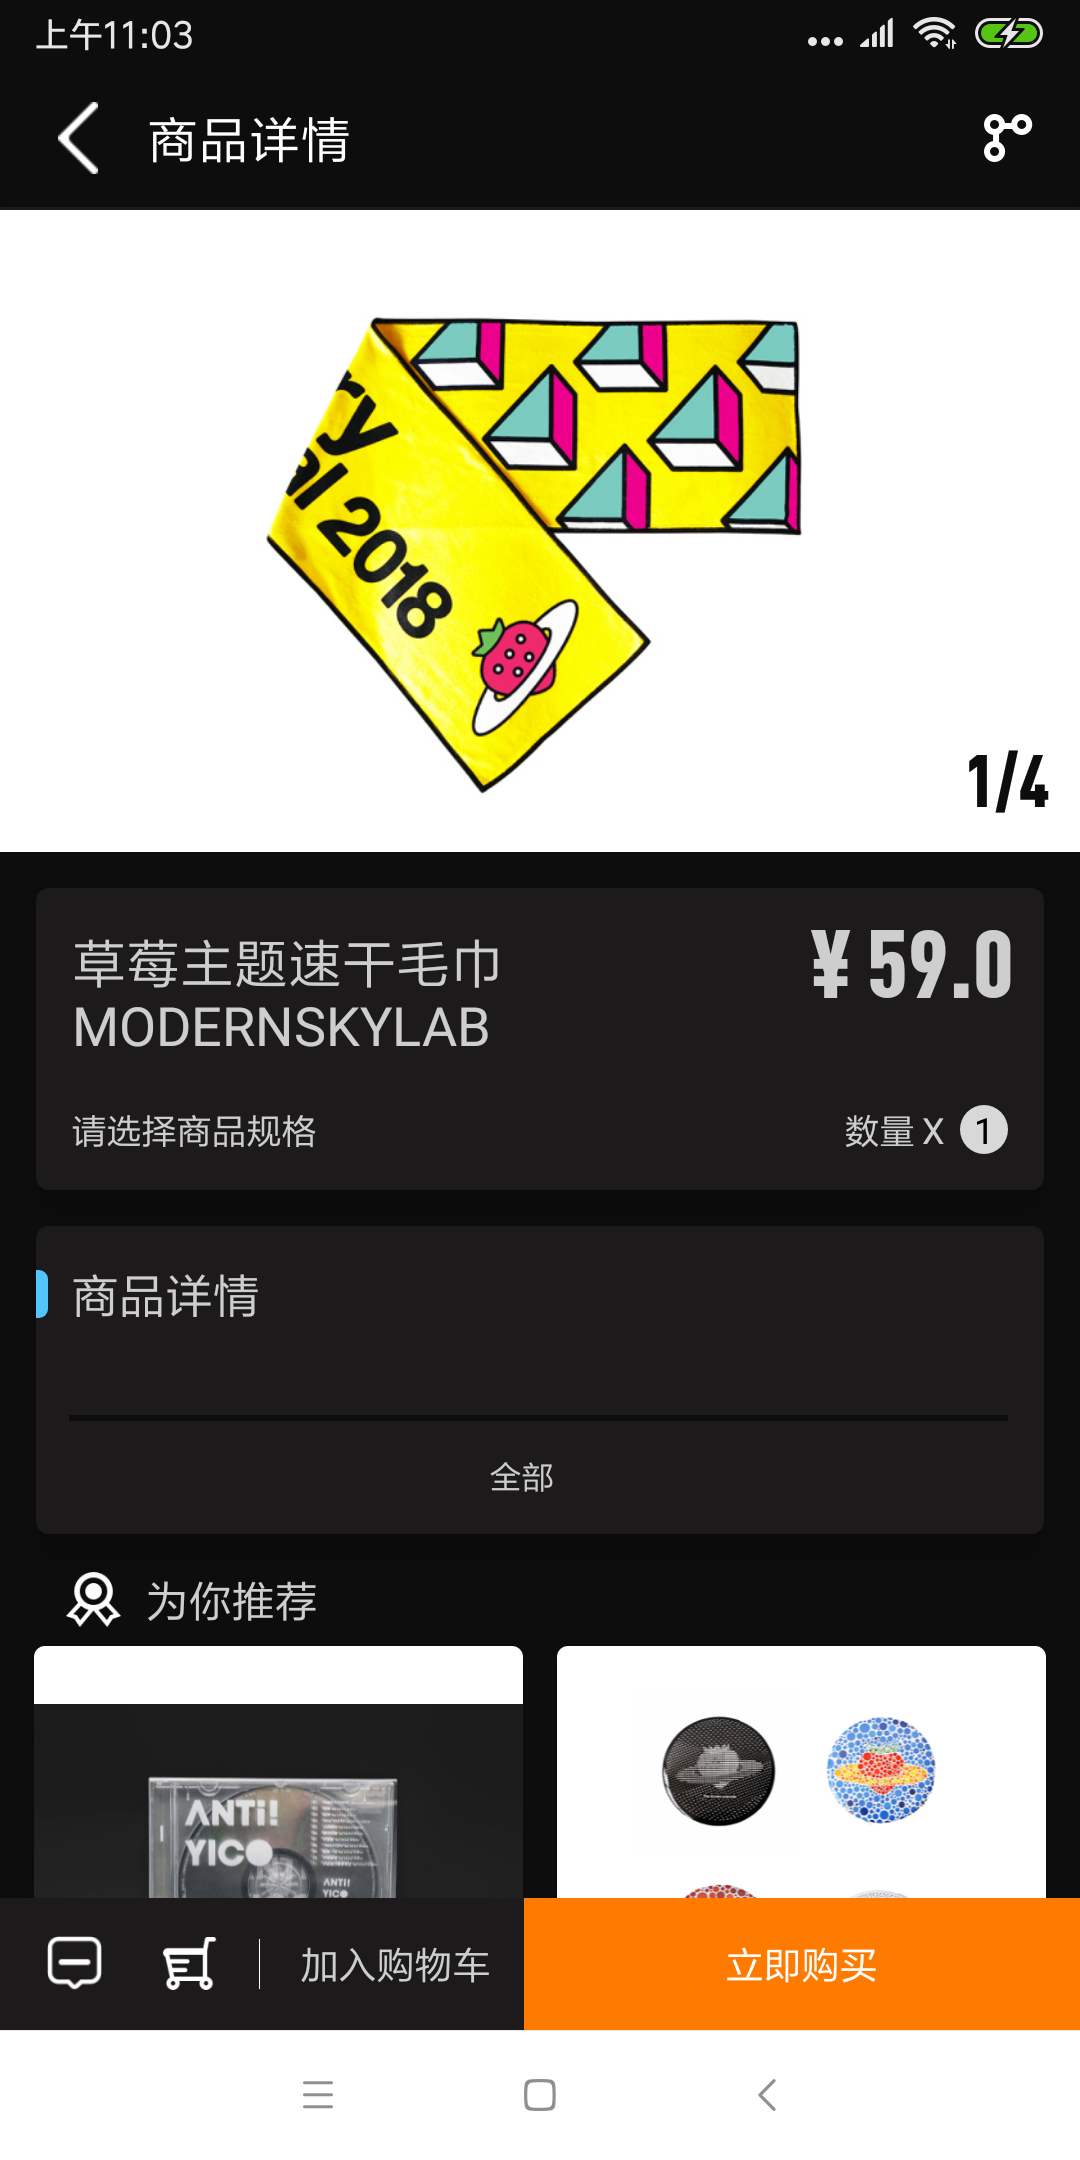 上午11:03
商品详情
ry
al 2018
1/4
草莓主题速干毛巾
MODERNSKYLAB
¥59.0
请选择商品规格
数量 X 1
商品详情
全部
为你推荐
ANTi!
YICO
ANTi!
YICO
加入购物车
立即购买